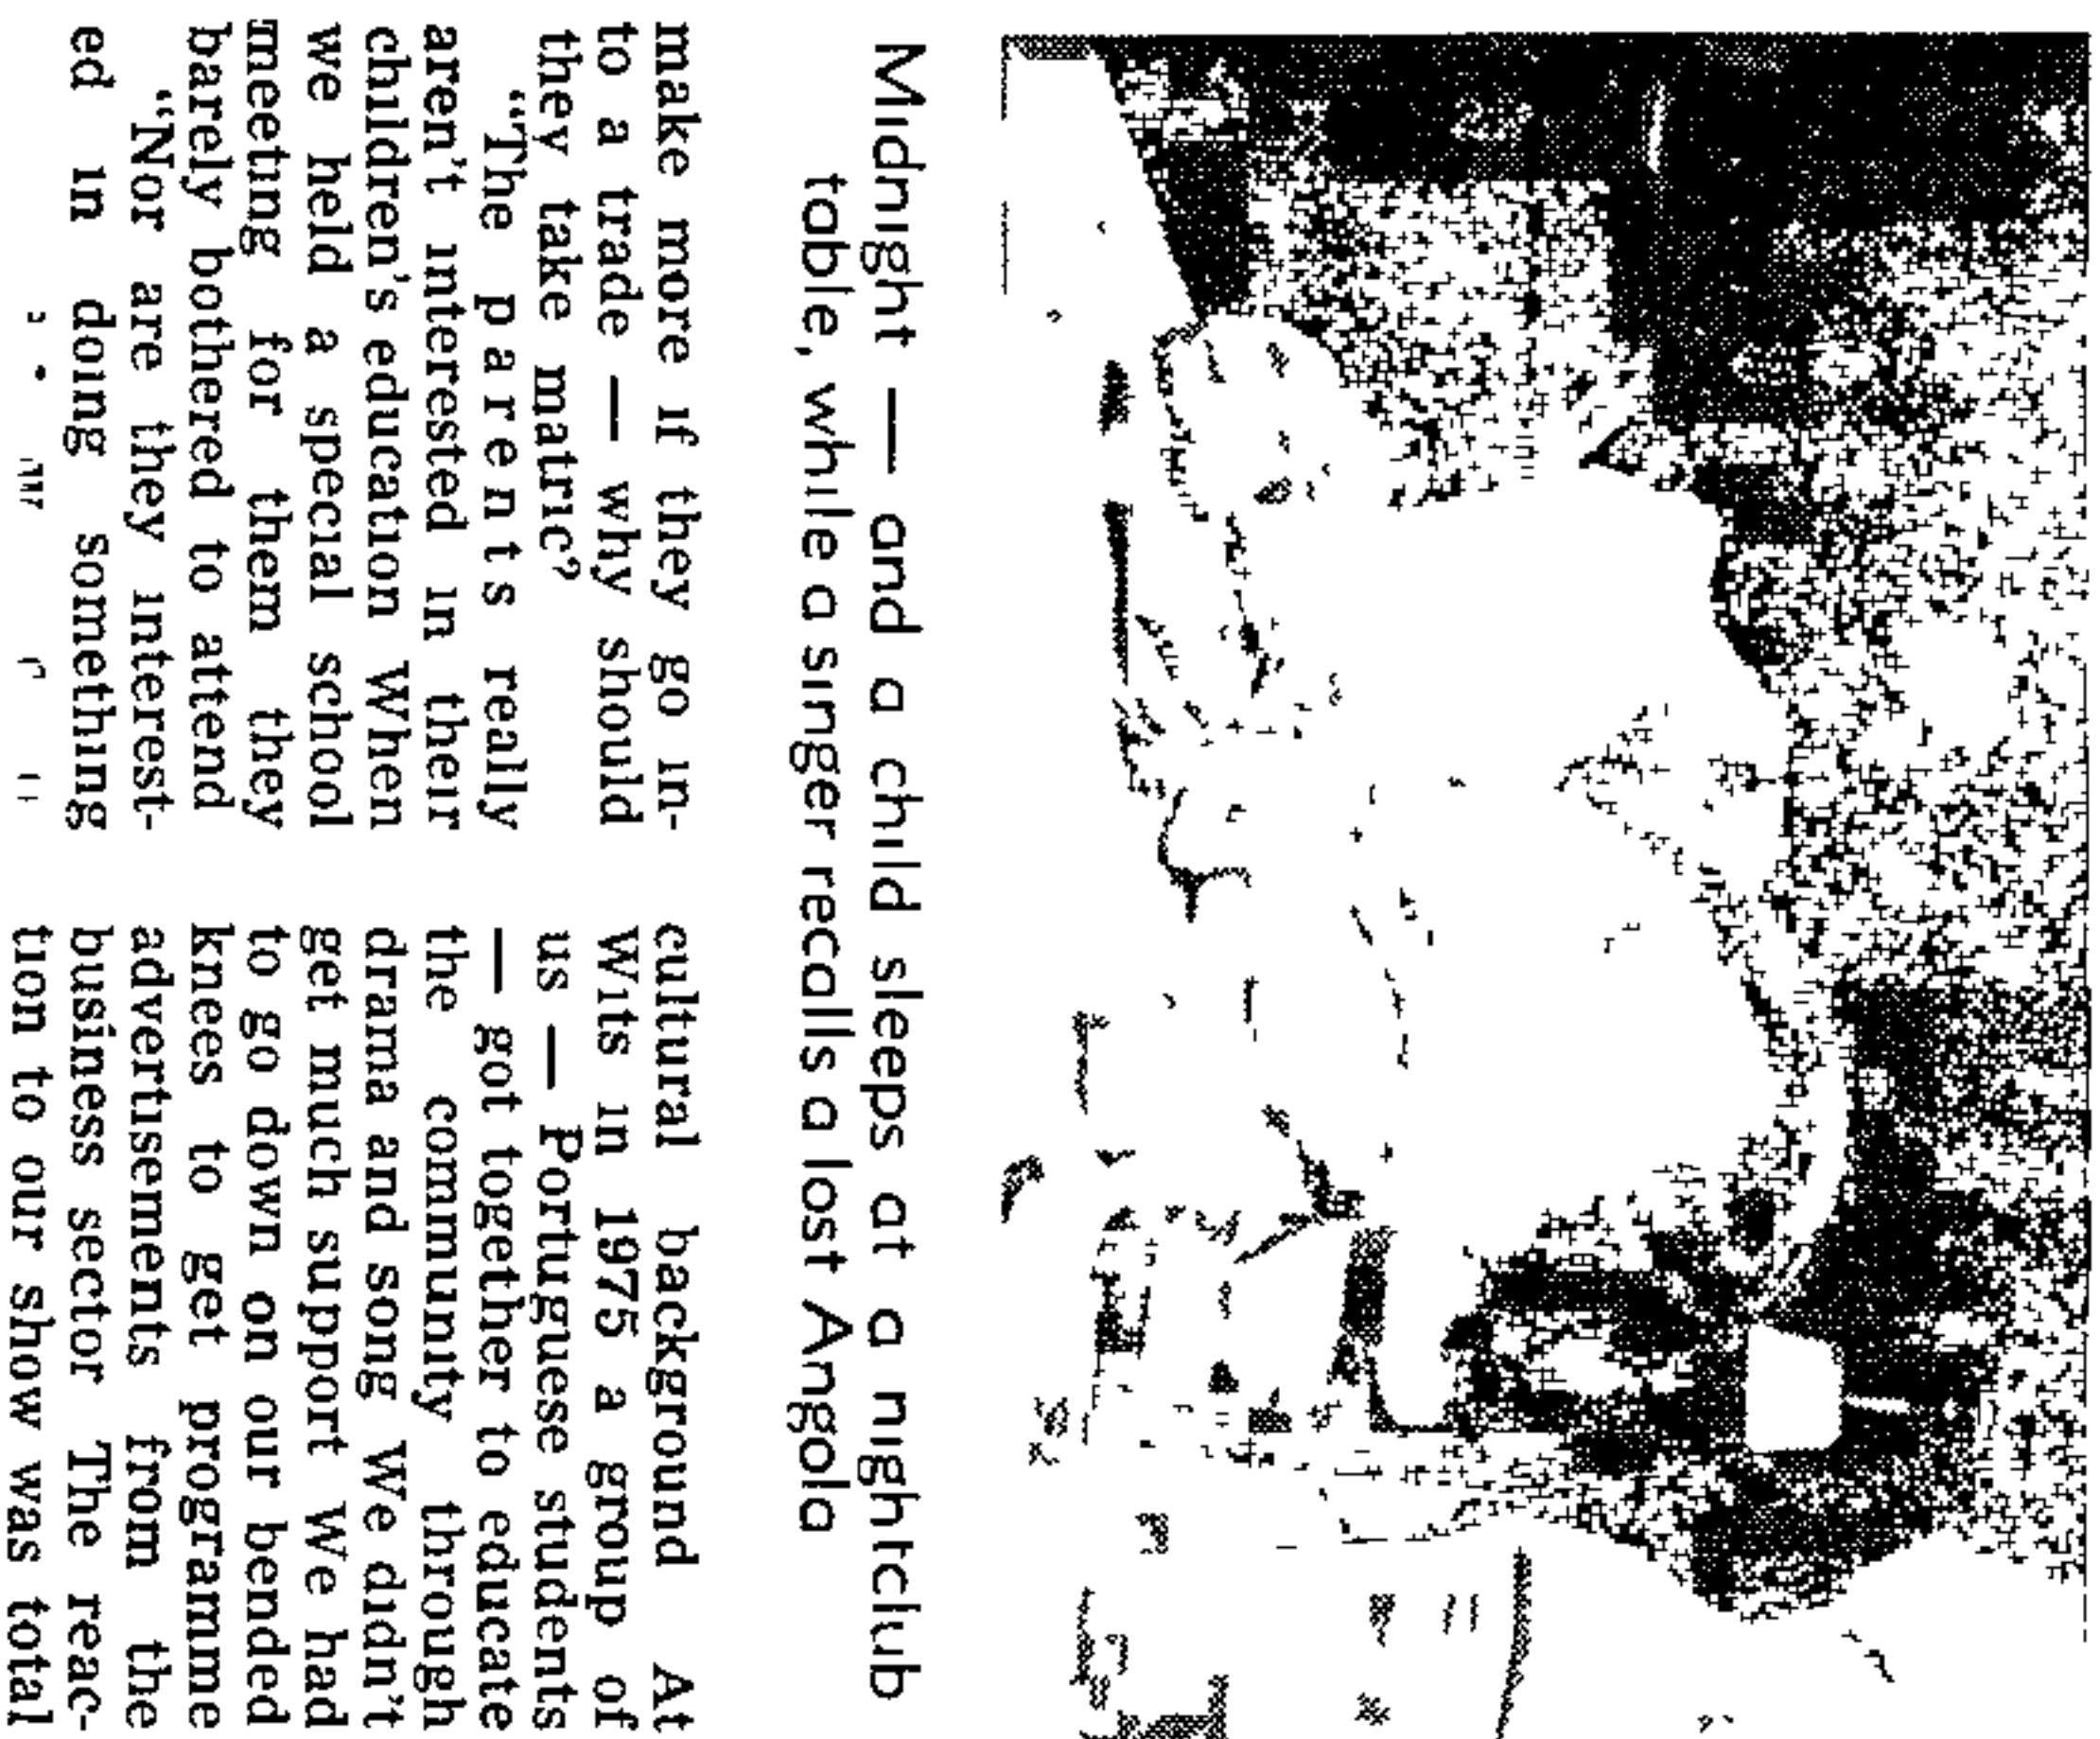 Midnight — and a child sleeps at a nightclub
table, while a singer recalls a lost Angola
make more if they go in-
to a trade — why should
they take matric?
“The parents really
aren't interested in their
children's education When
we held a special school
meeting for them they
barely bothered to attend
“Nor are they interest-
ed in doing something
cultural background At
Wits in 1975 a group of
us — Portuguese students
— got together to educate
the community through
drama and song We didn't
get much support We had
to go down on our bended
knees to get programme
advertisements from the
business sector The reac-
tion to our show was total